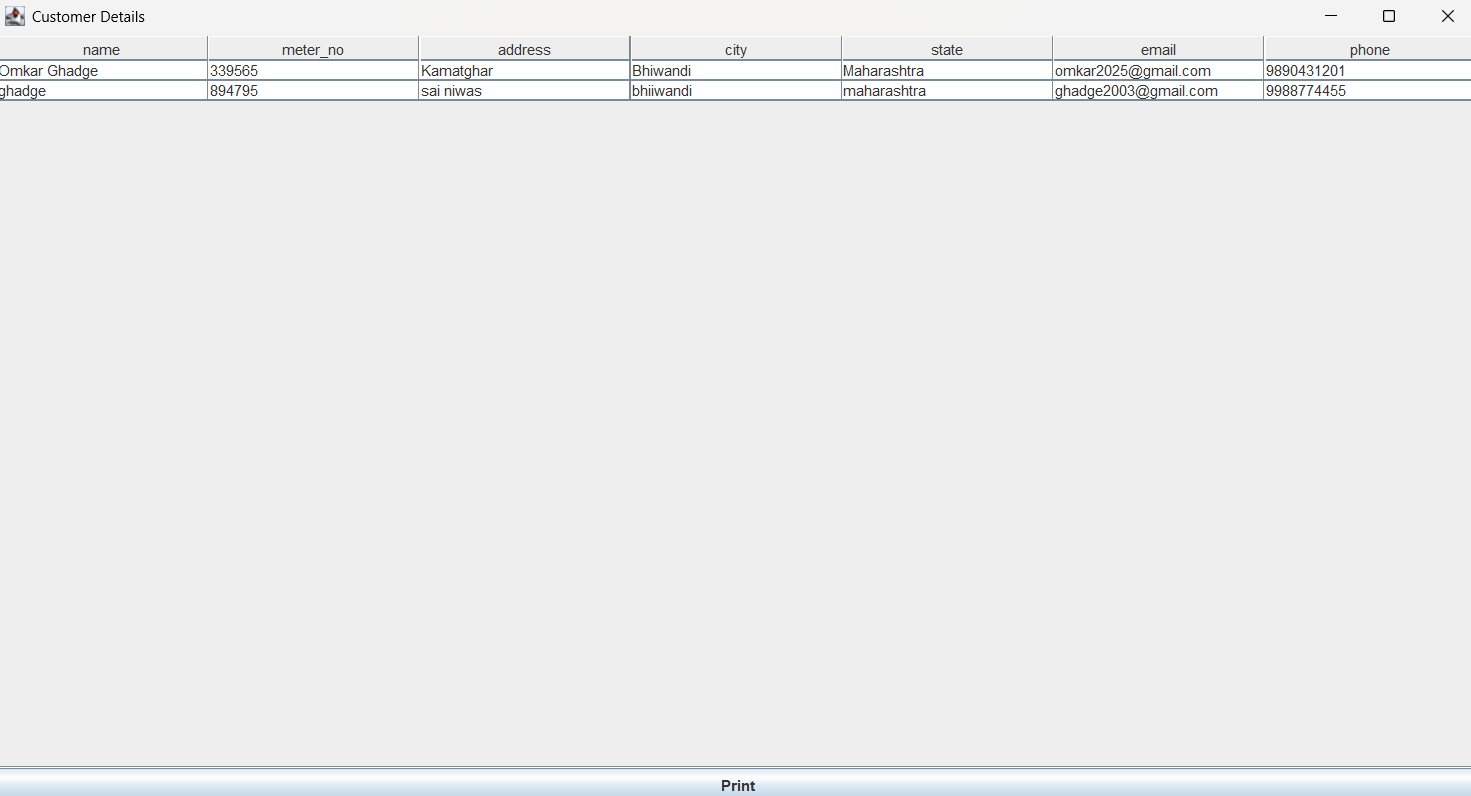 Customer Details
name meter_no address city state email phone
Omkar Ghadge 339565 Kamatghar Bhiwandi Maharashtra omkar2025@gmail.com 9890431201
ghadge 894795 sai niwas bhiiwandi maharashtra ghadge2003@gmail.com 9988774455
Print